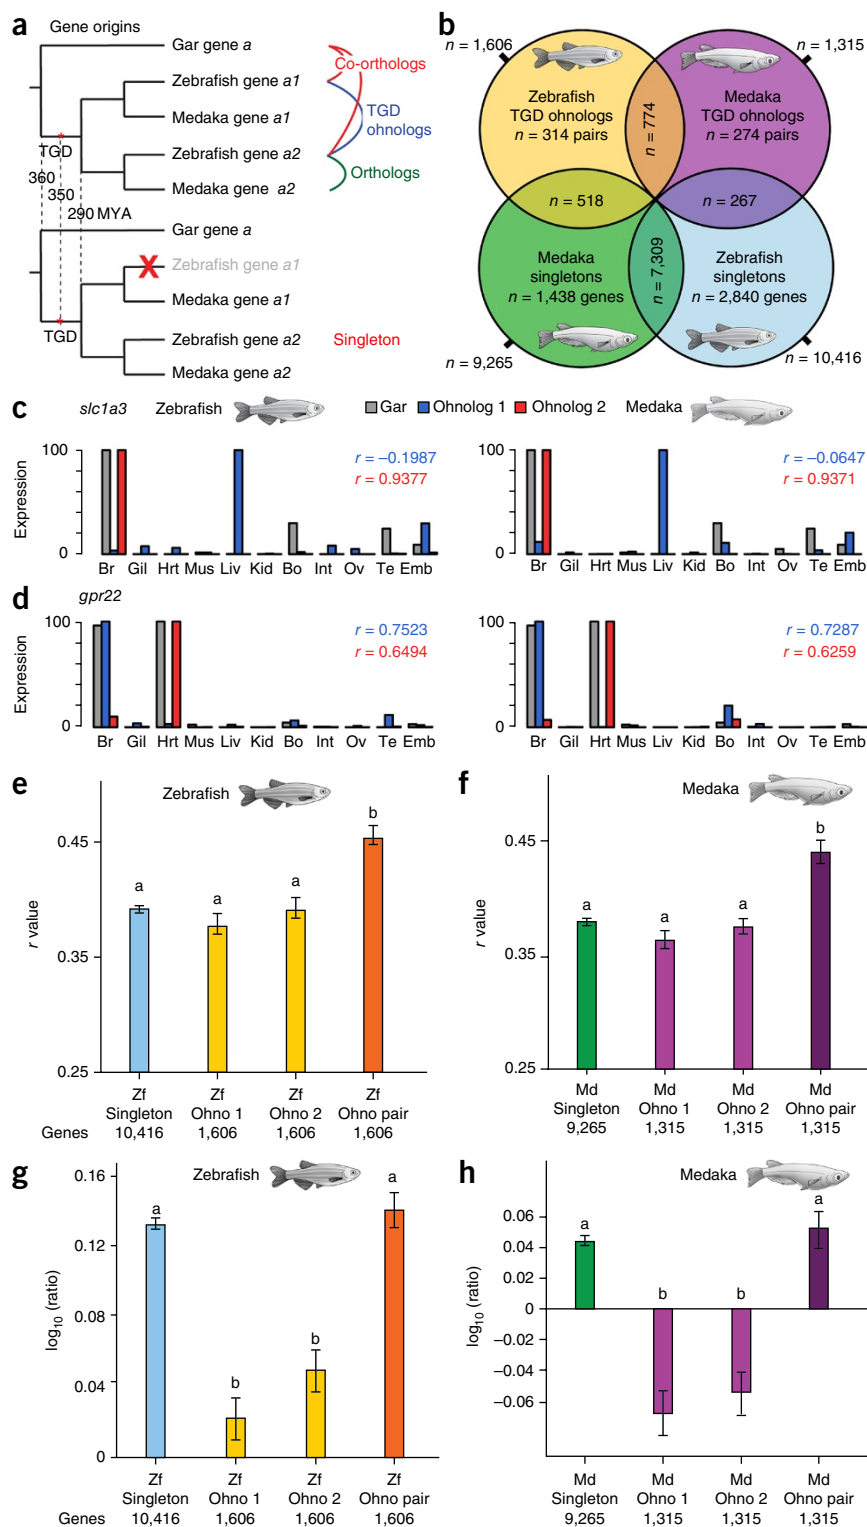 a
Gene origins
Gar gene a
Zebrafish gene a1
Medaka gene a1
Zebrafish gene a2
Medaka gene a2
Co-orthologs
TGD
ohnologs
Orthologs
TGD
360
350
290 MYA
Gar gene a
Zebrafish gene a1
X
Medaka gene a1
Zebrafish gene a2
Medaka gene a2
Singleton
TGD
b
n = 1,606
n = 1,315
Zebrafish
TGD ohnologs
n = 314 pairs
n = 774
Medaka
TGD ohnologs
n = 274 pairs
n = 518
n = 267
Medaka
singletons
n = 1,438 genes
n = 7,309
Zebrafish
singletons
n = 2,840 genes
n = 9,265
n = 10,416
c
slc1a3
Zebrafish
Gar
Ohnolog 1
Ohnolog 2
Medaka
Expression
100
0
r = –0.1987
r = 0.9377
Br Gil Hrt Mus Liv Kid Bo Int Ov Te Emb
100
0
r = –0.0647
r = 0.9371
Br Gil Hrt Mus Liv Kid Bo Int Ov Te Emb
d
gpr22
Expression
100
0
r = 0.7523
r = 0.6494
Br Gil Hrt Mus Liv Kid Bo Int Ov Te Emb
100
0
r = 0.7287
r = 0.6259
Br Gil Hrt Mus Liv Kid Bo Int Ov Te Emb
e
Zebrafish
r value
0.45
0.35
0.25
a
a
a
b
Zf
Singleton
10,416
Zf
Ohno 1
1,606
Zf
Ohno 2
1,606
Zf
Ohno pair
1,606
Genes
f
Medaka
r value
0.45
0.35
0.25
a
a
a
b
Md
Singleton
9,265
Md
Ohno 1
1,315
Md
Ohno 2
1,315
Md
Ohno pair
1,315
g
Zebrafish
log10 (ratio)
0.16
0.12
0.08
0.04
0
a
b
b
a
Zf
Singleton
10,416
Zf
Ohno 1
1,606
Zf
Ohno 2
1,606
Zf
Ohno pair
1,606
Genes
h
Medaka
log10 (ratio)
0.06
0.04
0.02
0
–0.02
–0.04
–0.06
a
b
b
a
Md
Singleton
9,265
Md
Ohno 1
1,315
Md
Ohno 2
1,315
Md
Ohno pair
1,315